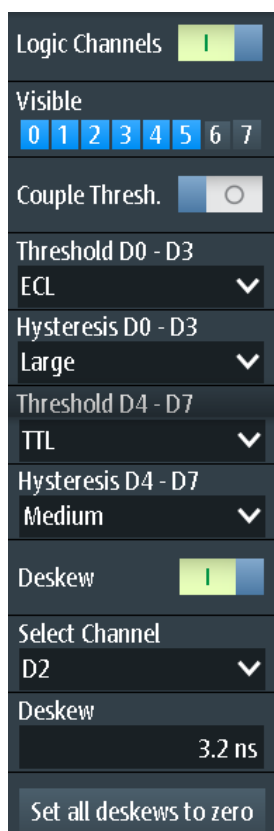 Logic Channels
Visible
0 1 2 3 4 5 6 7
Couple Thresh.
Threshold D0 - D3
ECL
Hysteresis D0 - D3
Large
Threshold D4 - D7
TTL
Hysteresis D4 - D7
Medium
Deskew
Select Channel
D2
Deskew
3.2 ns
Set all deskews to zero